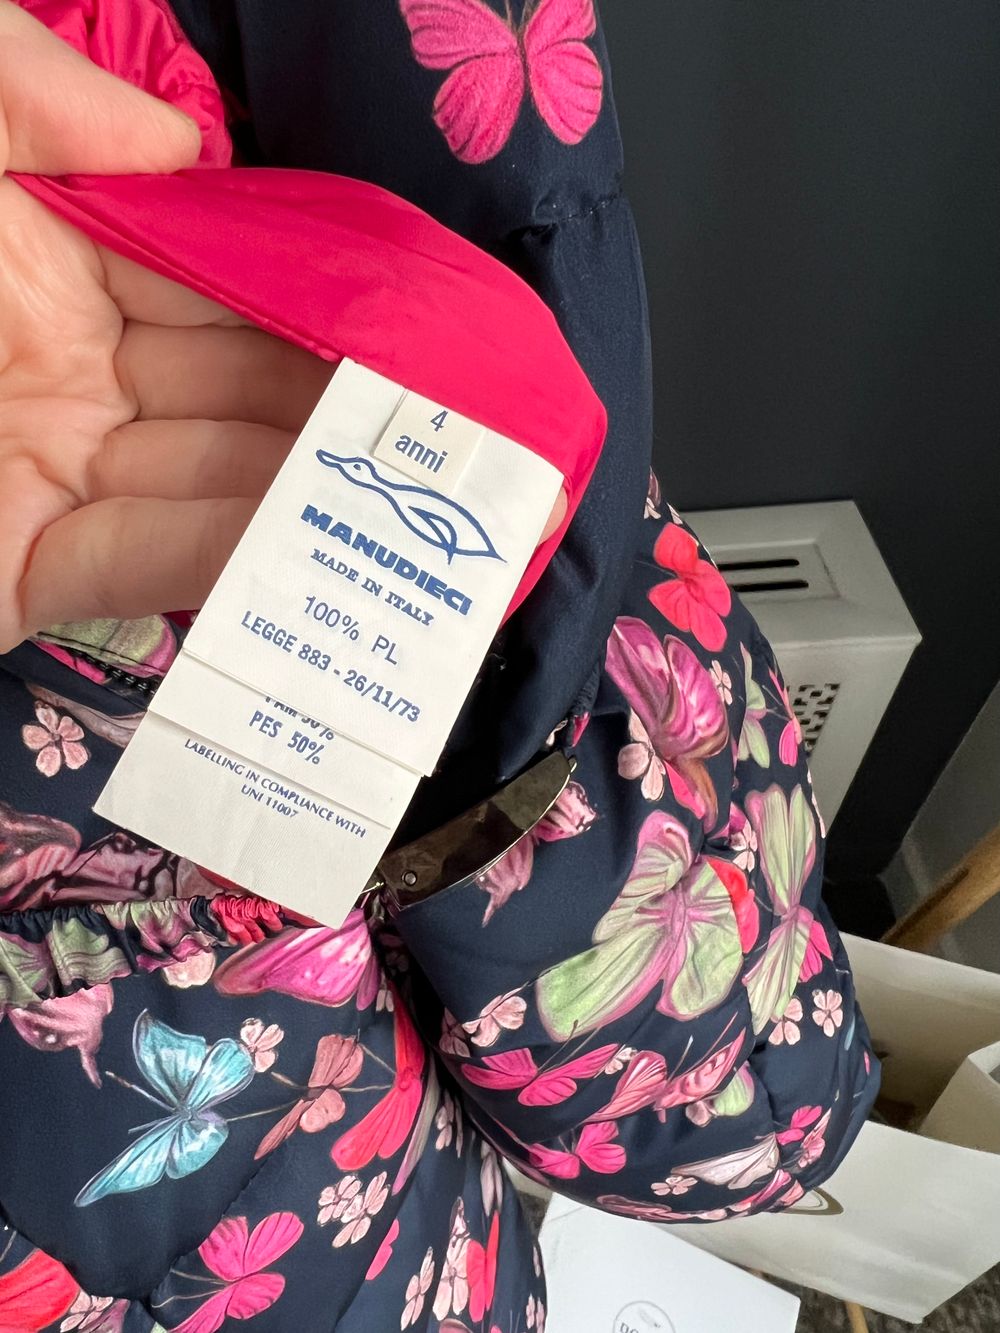 4
anni
MANUDIECI
MADE IN ITALY
100% PL
LEGGE 883 - 26/11/73
PES 50%
LABELLING IN COMPLIANCE WITH
UNI 11007